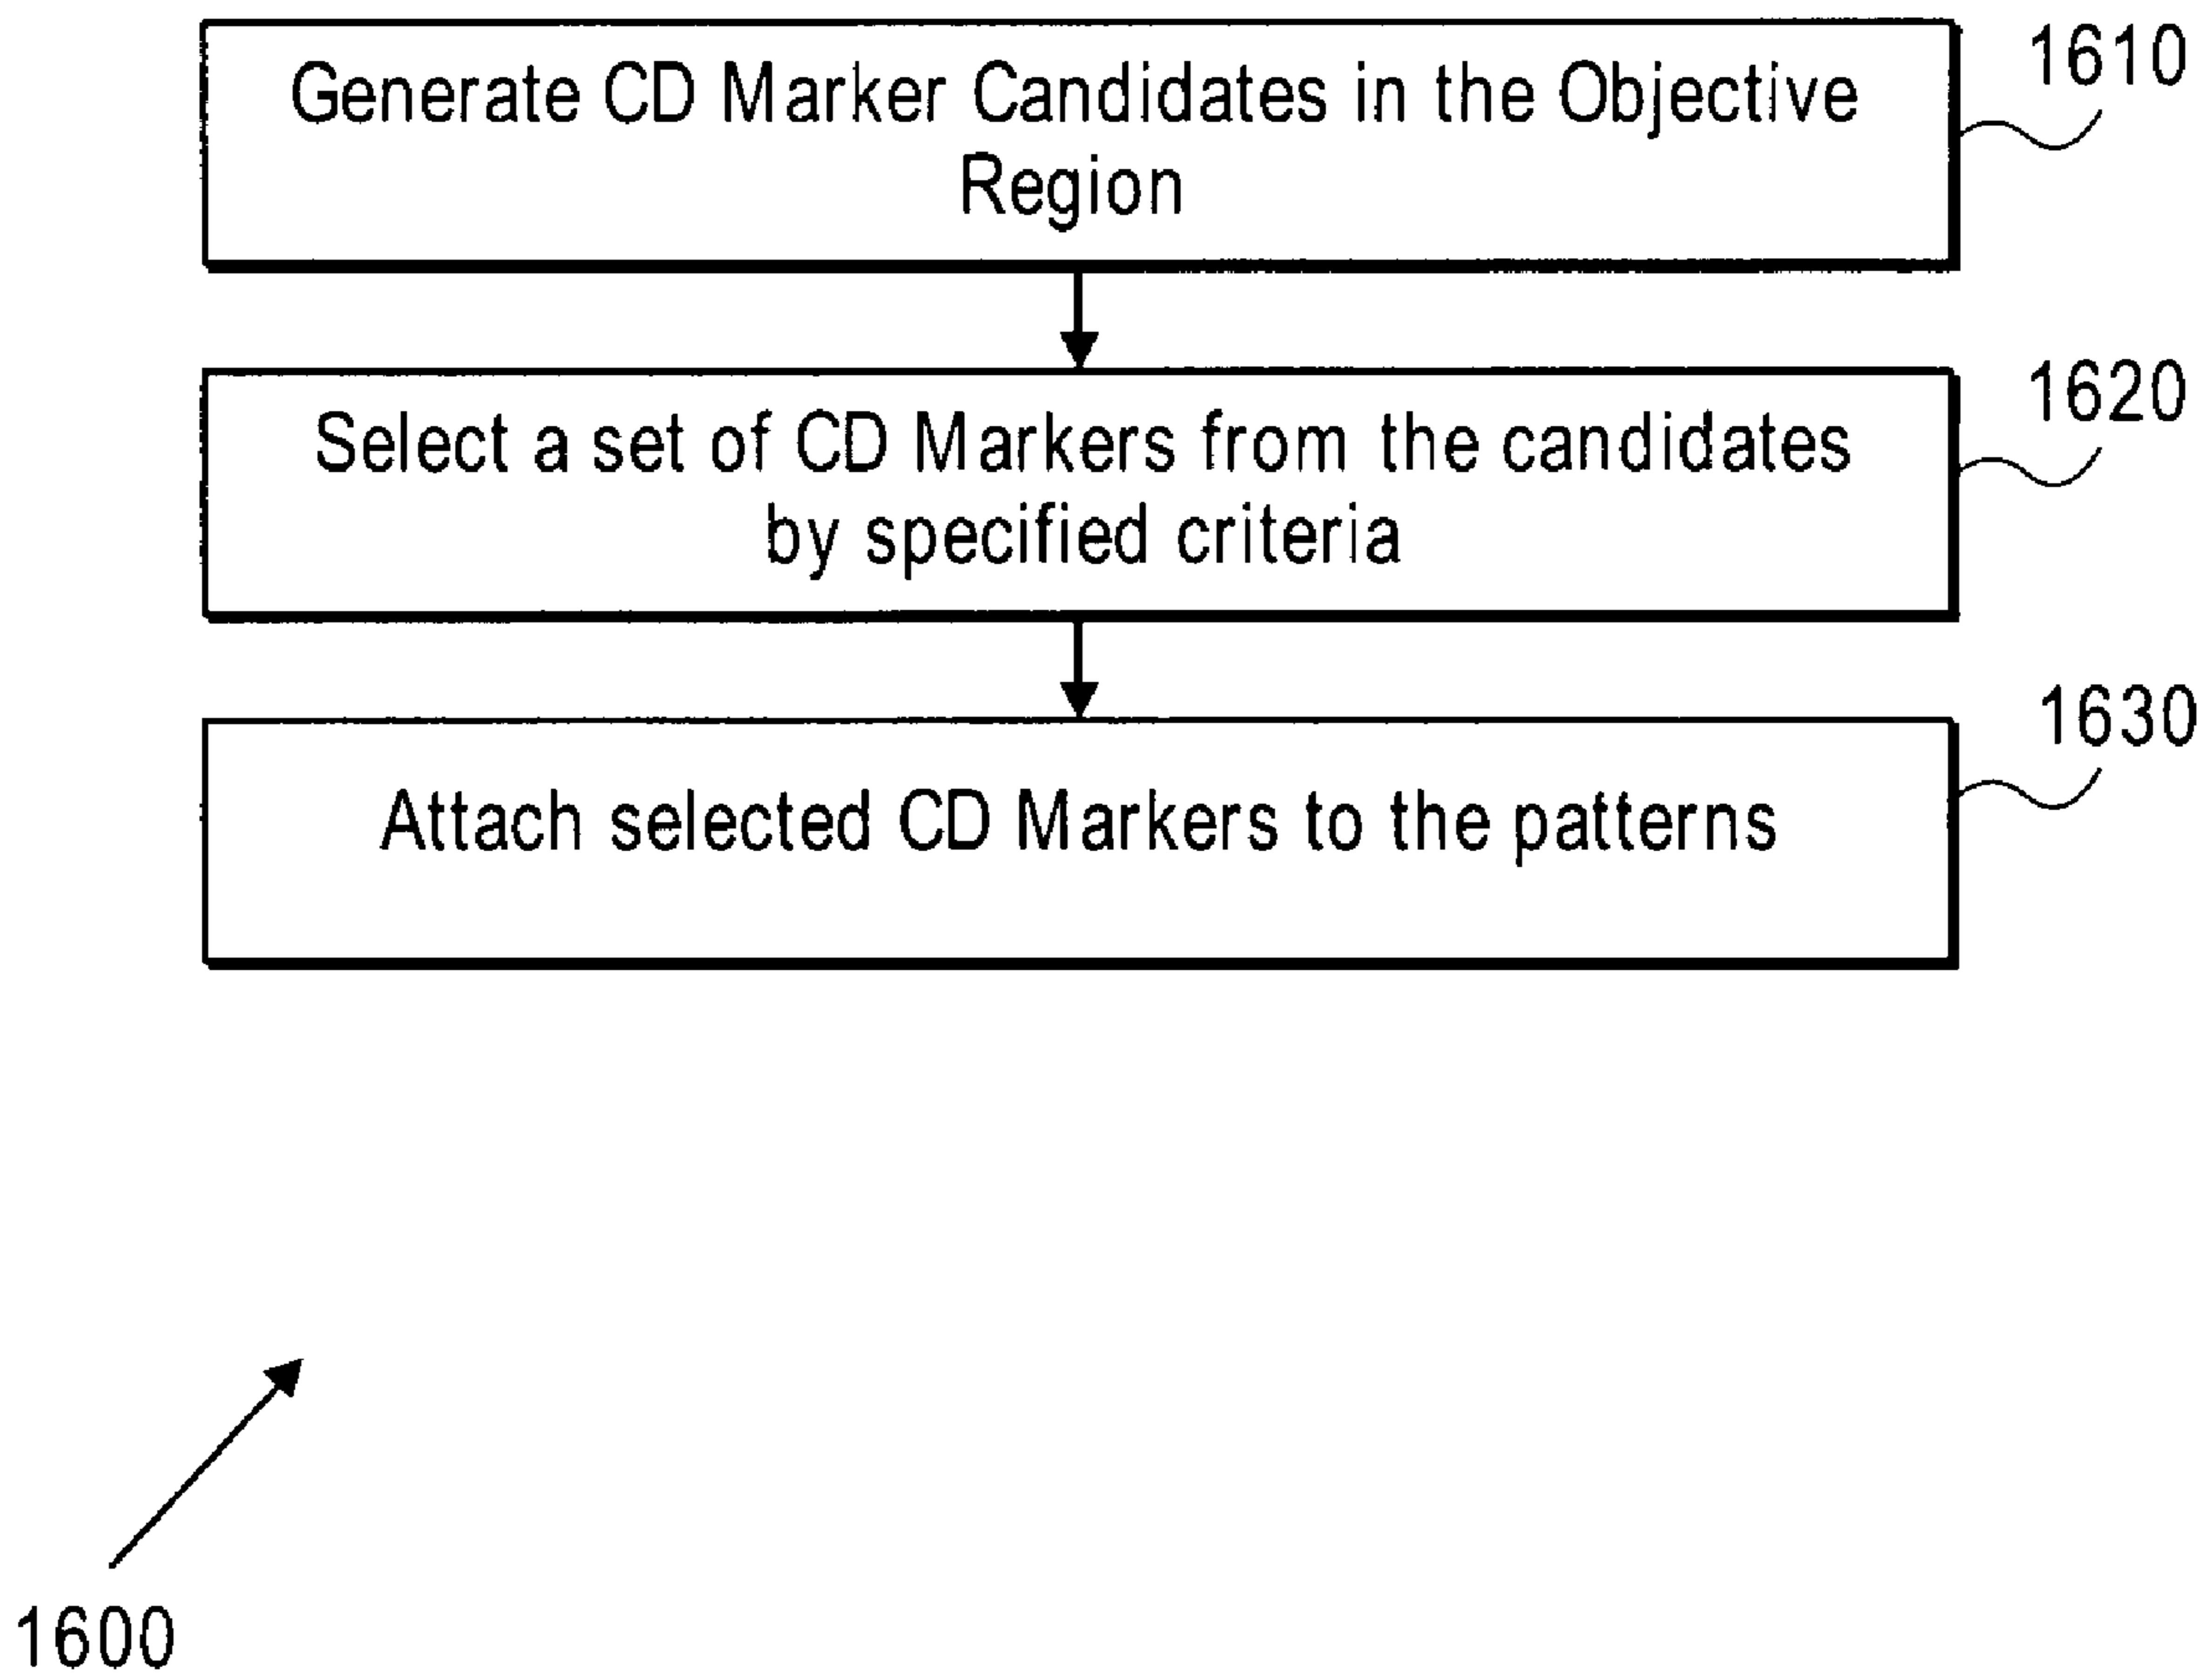 Generate CD Marker Candidates in the Objective
Region
1610
Select a set of CD Markers from the candidates
by specified criteria
1620
Attach selected CD Markers to the patterns
1630
1600